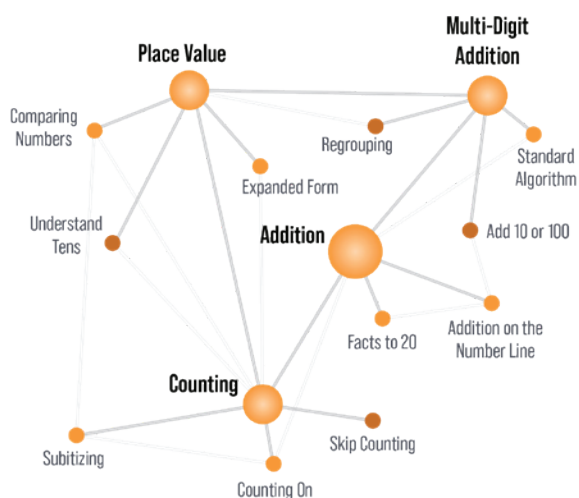 Multi-Digit
Addition
Place Value
Comparing
Numbers
Regrouping
Standard
Algorithm
Expanded Form
Understand
Tens
Addition
Add 10 or 100
Facts to 20
Addition on the
Number Line
Counting
Skip Counting
Subitizing
Counting On